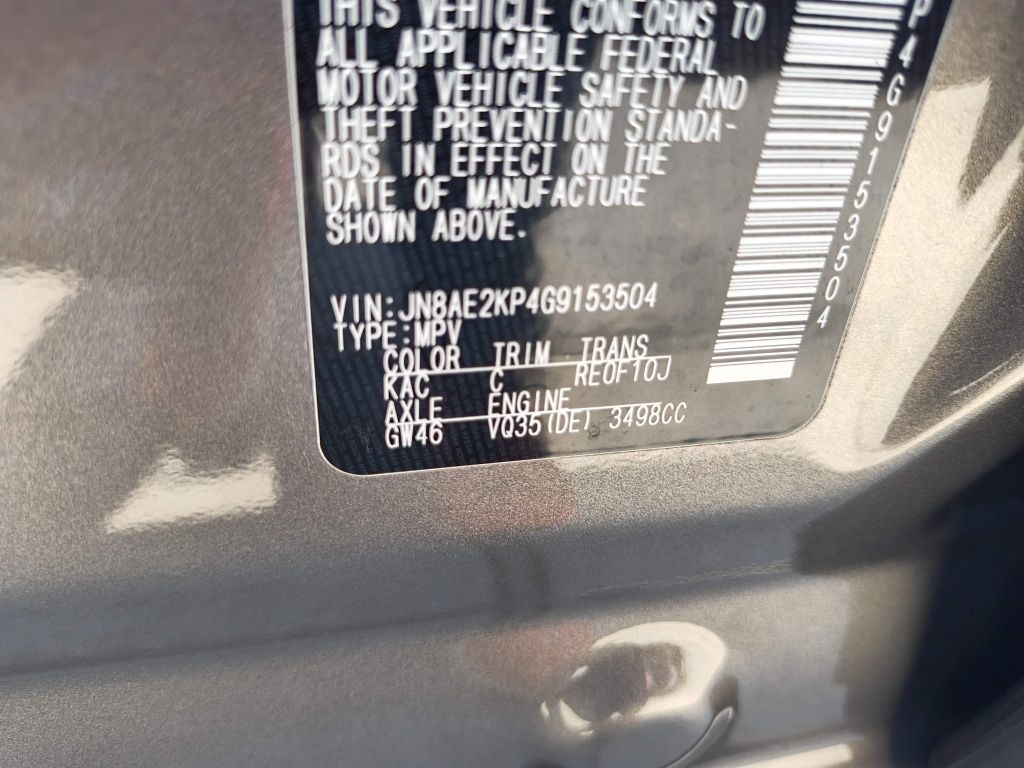 THIS VEHICLE CONFORMS TO
ALL APPLICABLE FEDERAL
MOTOR VEHICLE SAFETY AND
THEFT PREVENTION STANDA-
RDS IN EFFECT ON THE
DATE OF MANUFACTURE
SHOWN ABOVE.
VIN:JN8AE2KP4G9153504
TYPE:MPV
COLOR TRIM TRANS
KAC C RE0F10J
AXLE ENGINE
GW46 VQ35(DE) 3498CC
P4G9153504